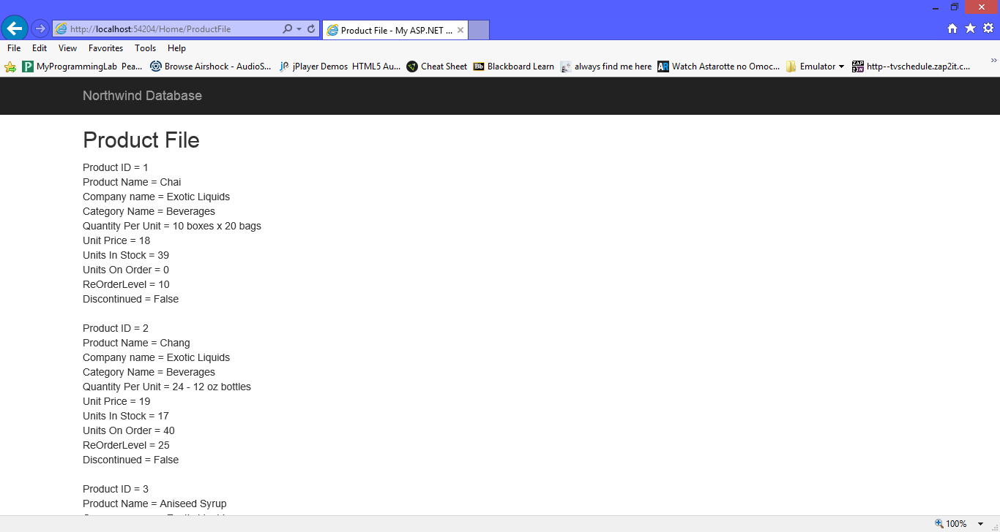 http://localhost:54204/Home/ProductFile
Product File - My ASP.NET ...
File Edit View Favorites Tools Help
MyProgrammingLab Pea... Browse Airshock - AudioS... jPlayer Demos HTML5 Au... Cheat Sheet Blackboard Learn always find me here Watch Astarotte no Omoc... Emulator http--tvschedule.zap2it.c...
Northwind Database
Product File
Product ID = 1
Product Name = Chai
Company name = Exotic Liquids
Category Name = Beverages
Quantity Per Unit = 10 boxes x 20 bags
Unit Price = 18
Units In Stock = 39
Units On Order = 0
ReOrderLevel = 10
Discontinued = False
Product ID = 2
Product Name = Chang
Company name = Exotic Liquids
Category Name = Beverages
Quantity Per Unit = 24 - 12 oz bottles
Unit Price = 19
Units In Stock = 17
Units On Order = 40
ReOrderLevel = 25
Discontinued = False
Product ID = 3
Product Name = Aniseed Syrup
100%